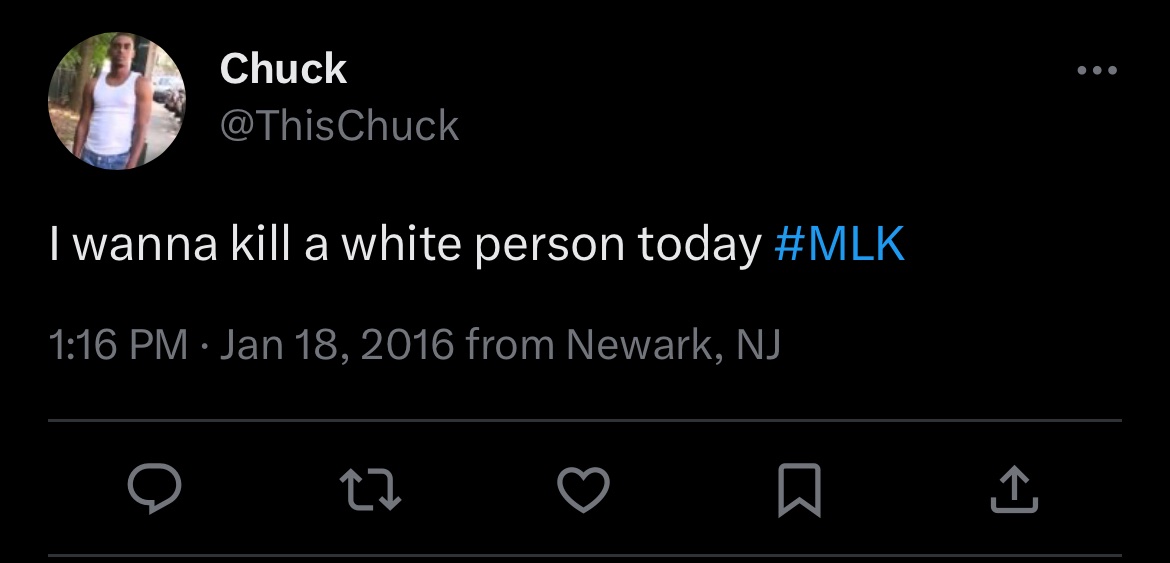 Chuck
@ThisChuck
I wanna kill a white person today #MLK
1:16 PM · Jan 18, 2016 from Newark, NJ